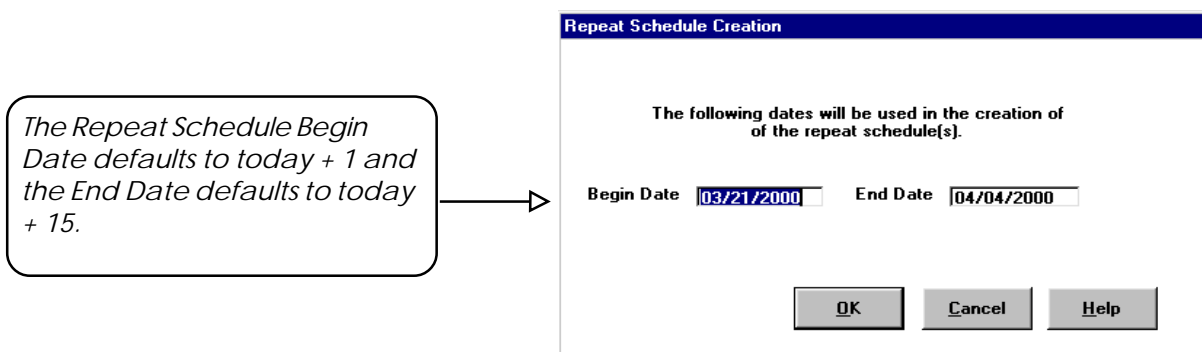 Repeat Schedule Creation
The Repeat Schedule Begin
Date defaults to today + 1 and
the End Date defaults to today
+ 15.
The following dates will be used in the creation of
of the repeat schedule(s).
Begin Date 03/21/2000 End Date 04/04/2000
OK Cancel Help